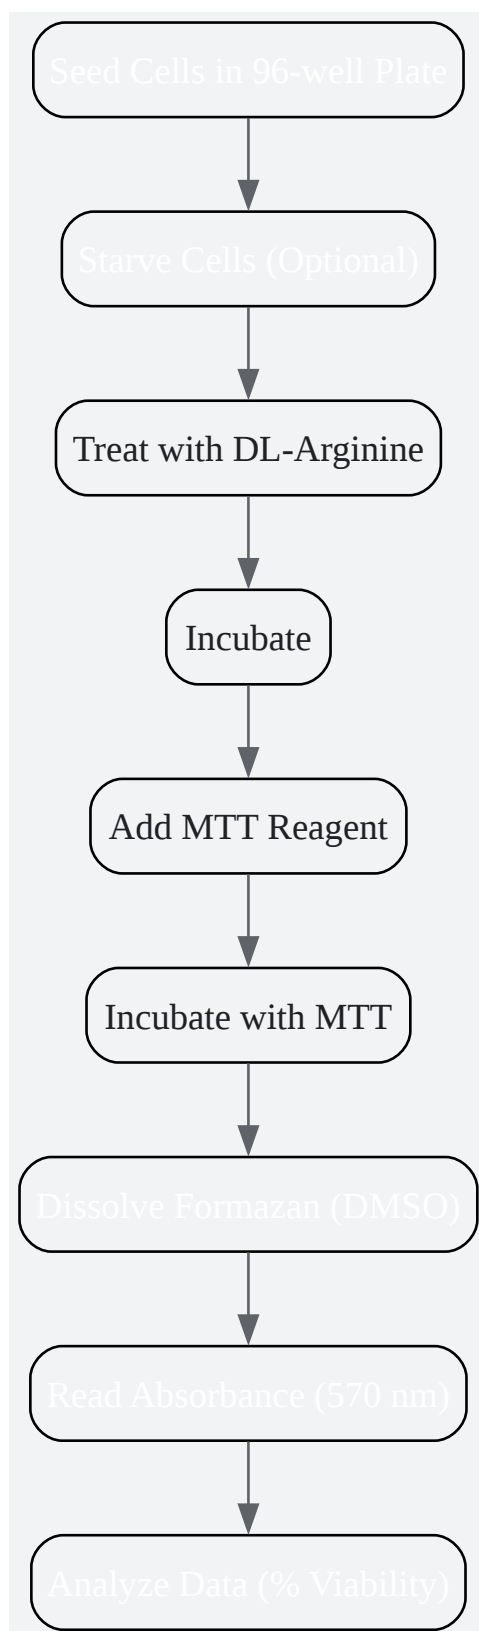 Seed Cells in 96-well Plate
Starve Cells (Optional)
Treat with DL-Arginine
Incubate
Add MTT Reagent
Incubate with MTT
Dissolve Formazan (DMSO)
Read Absorbance (570 nm)
Analyze Data (% Viability)